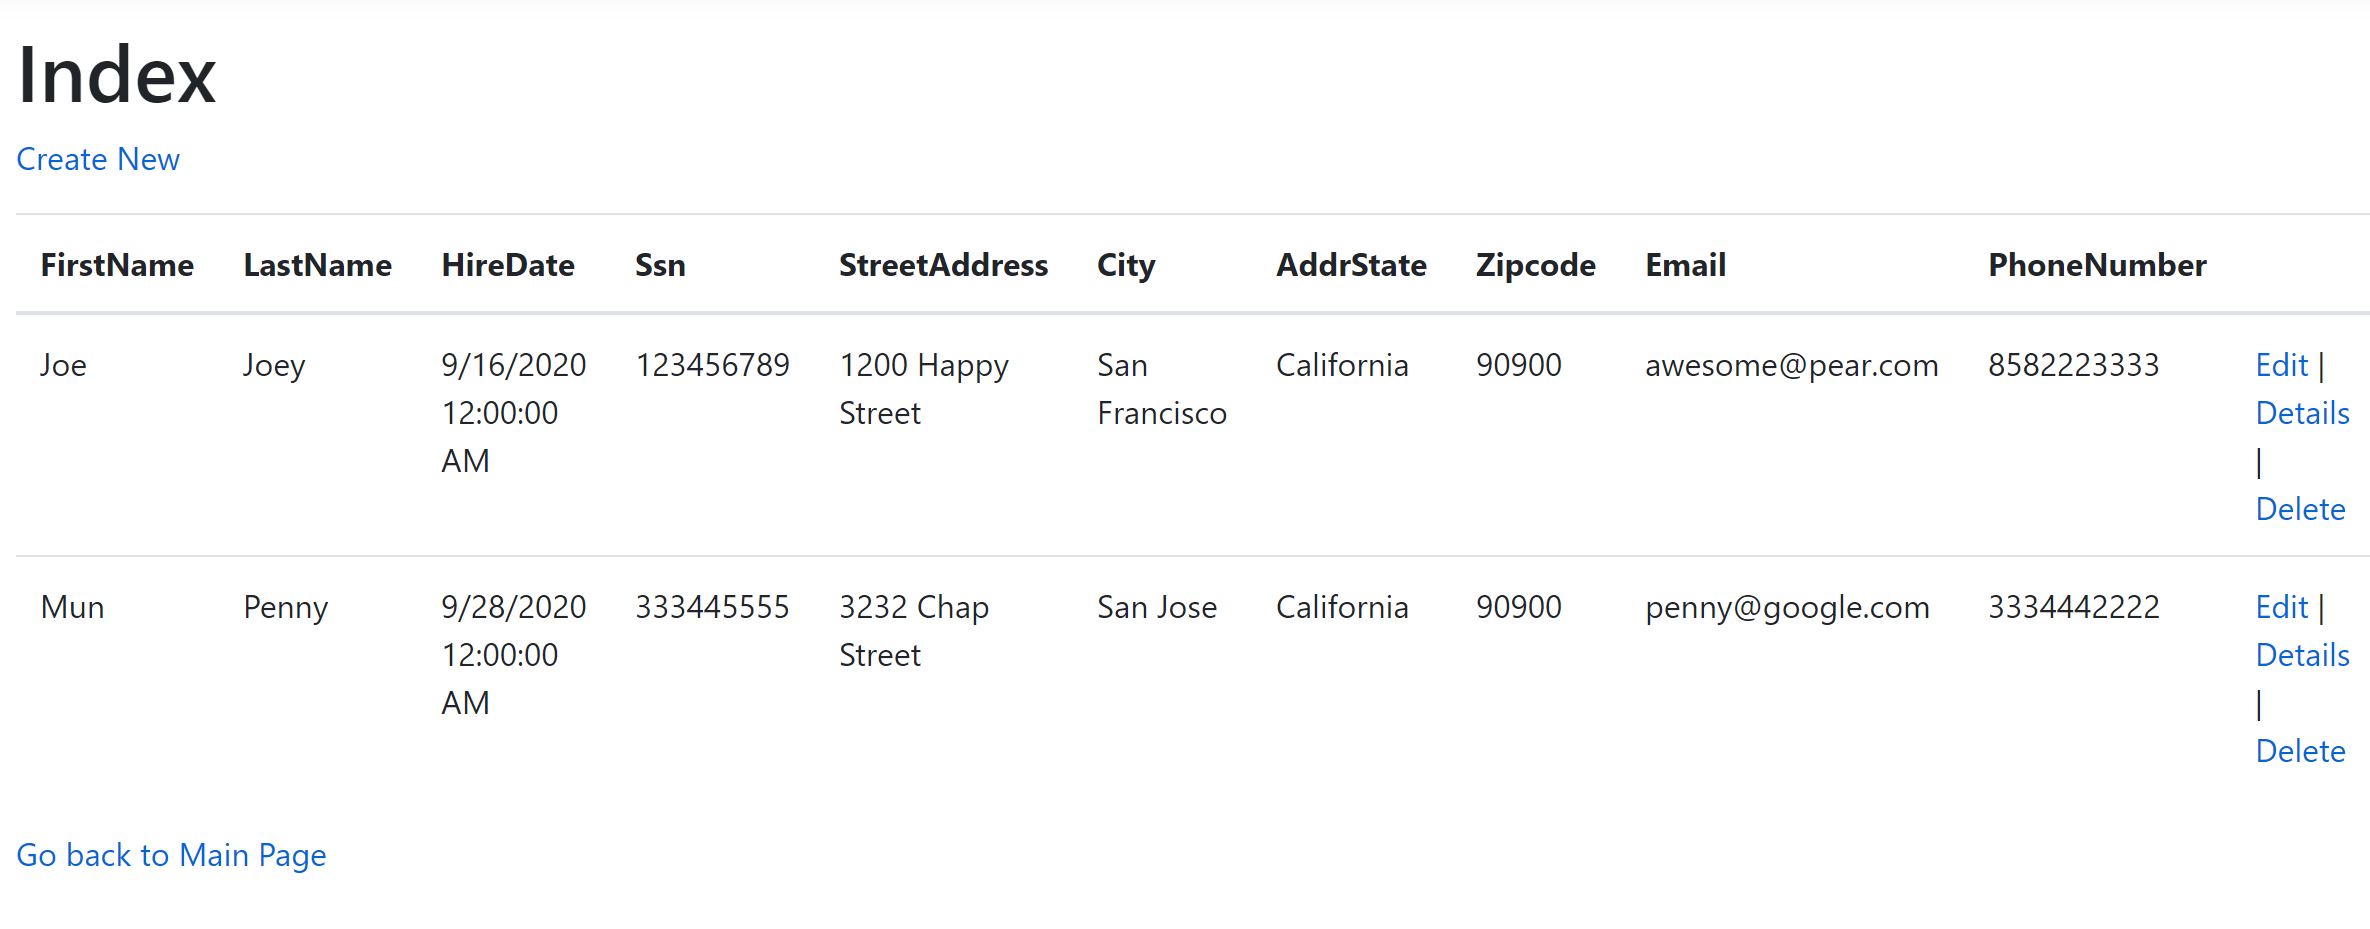 Index
Create New
FirstName LastName HireDate Ssn StreetAddress City AddrState Zipcode Email PhoneNumber
Joe Joey 9/16/2020 123456789 1200 Happy San California 90900 awesome@pear.com 8582223333 Edit |
12:00:00 Street Francisco Details
AM |
Delete
Mun Penny 9/28/2020 333445555 3232 Chap San Jose California 90900 penny@google.com 3334442222 Edit |
12:00:00 Street Details
AM |
Delete
Go back to Main Page